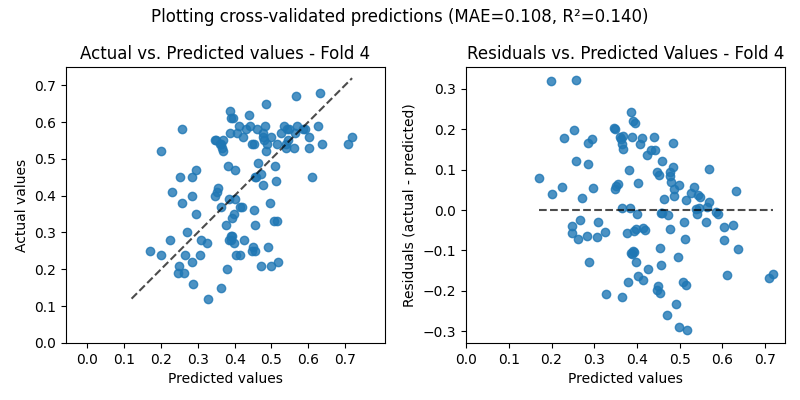 Plotting cross-validated predictions (MAE=0.108, R²=0.140)
Actual vs. Predicted values - Fold 4
Actual values
0.7
0.6
0.5
0.4
0.3
0.2
0.1
0.0
0.0 0.1 0.2 0.3 0.4 0.5 0.6 0.7
Predicted values
Residuals vs. Predicted Values - Fold 4
Residuals (actual - predicted)
0.3
0.2
0.1
0.0
−0.1
−0.2
−0.3
0.0 0.1 0.2 0.3 0.4 0.5 0.6 0.7
Predicted values